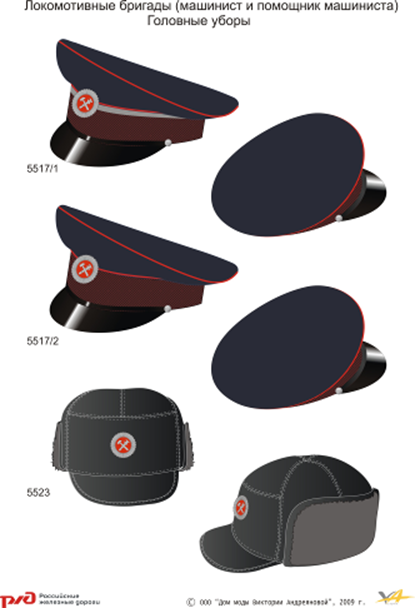 Локомотивные бригады (машинист и помощник машиниста)
Головные уборы
5517/1
5517/2
5523
ржд Российские
железные дороги
© ООО "Дом моды Виктории Андреяновой", 2009 г.
VA